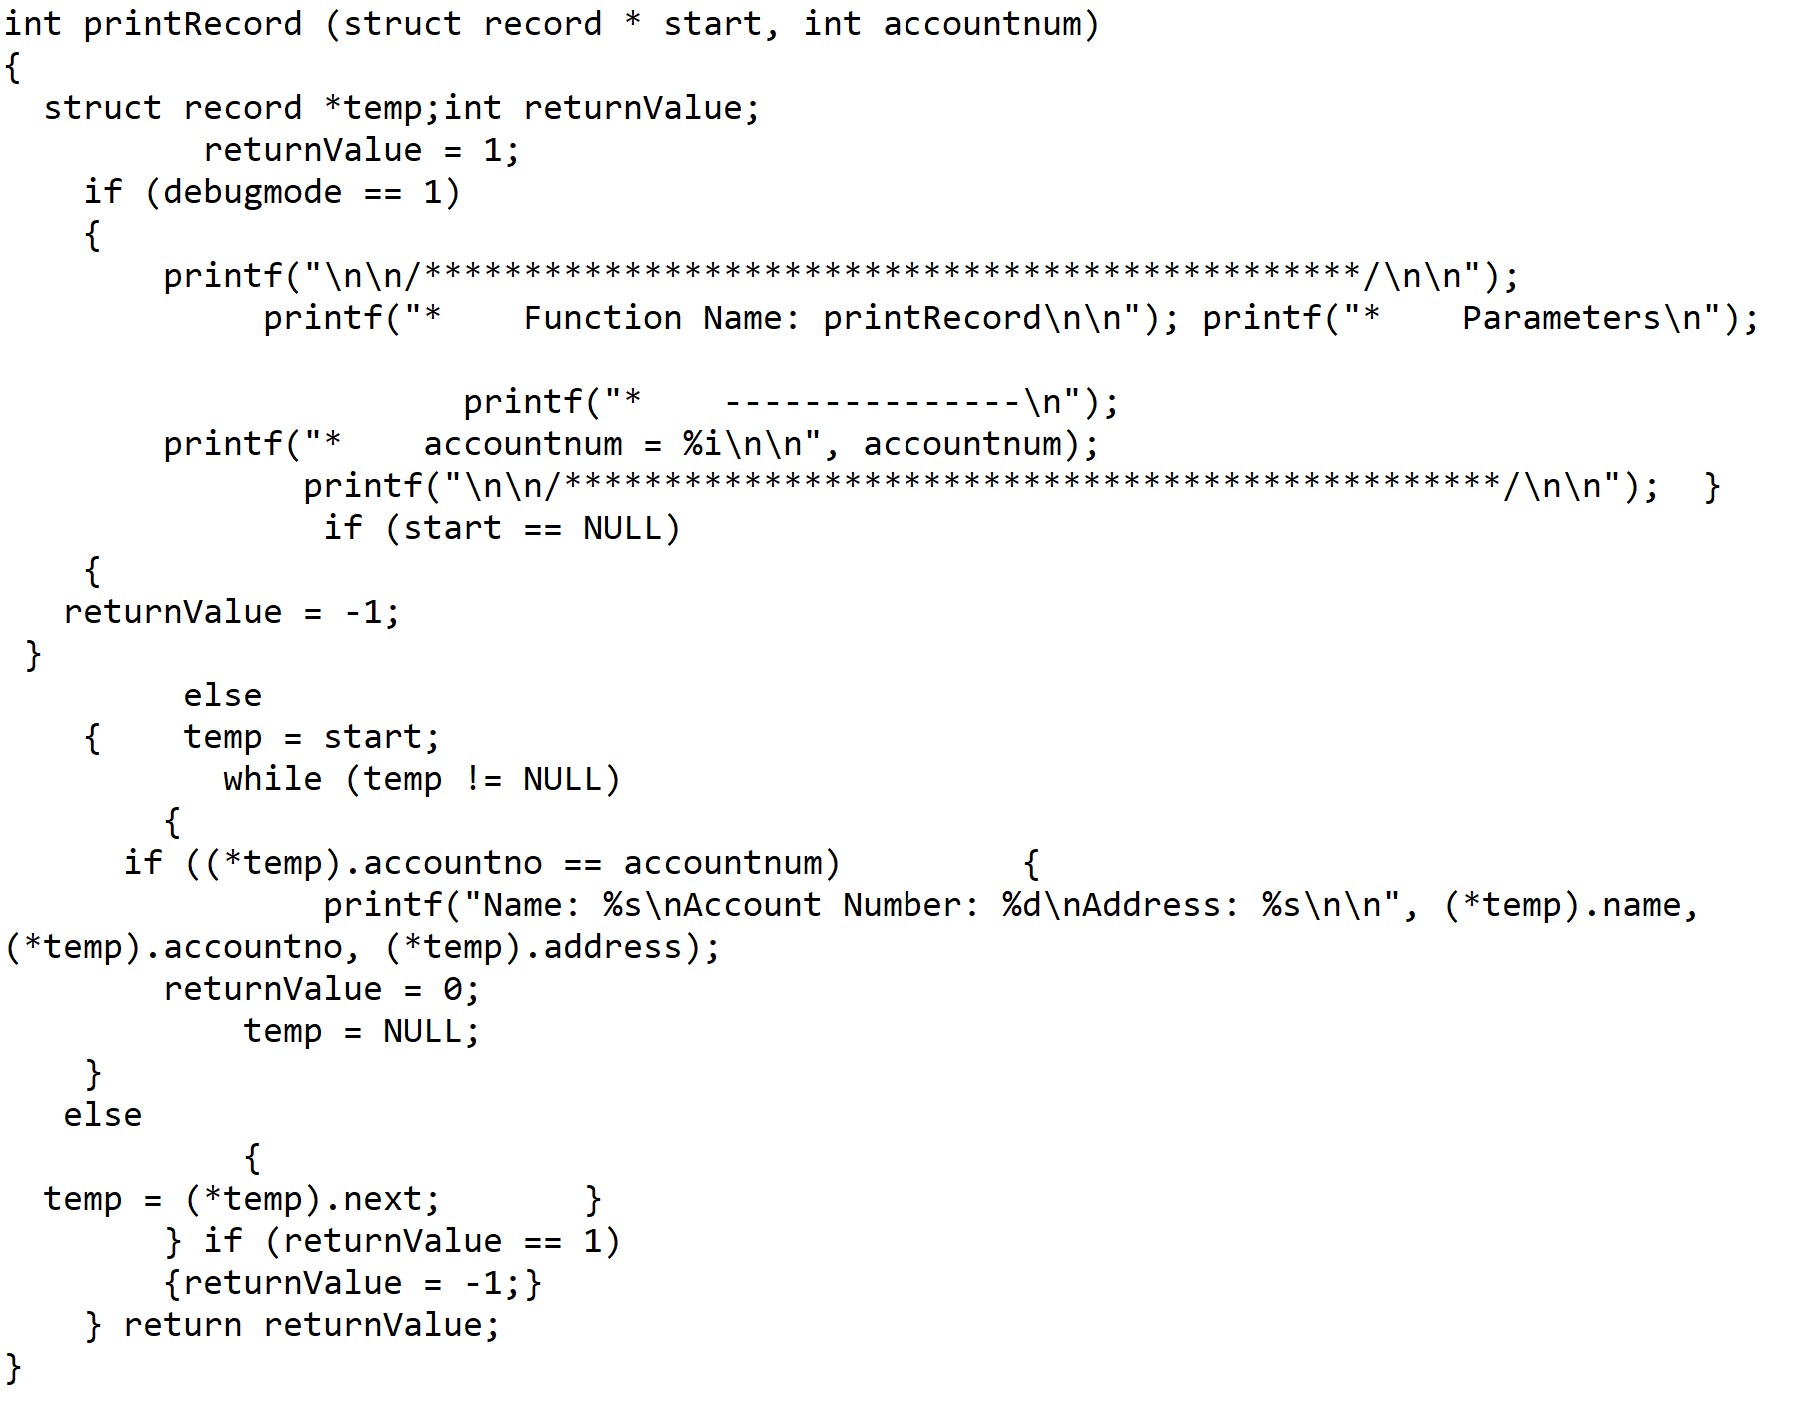 int printRecord (struct record * start, int accountnum)
{
  struct record *temp;int returnValue;
          returnValue = 1;
    if (debugmode == 1)
    {
        printf("\n\n/***********************************************/\n\n");
             printf("*    Function Name: printRecord\n\n"); printf("*    Parameters\n");

                       printf("*    ---------------\n");
        printf("*    accountnum = %i\n\n", accountnum);
               printf("\n\n/***********************************************/\n\n");  }
                if (start == NULL)
    {
   returnValue = -1;
 }
         else
    {    temp = start;
           while (temp != NULL)
        {
      if ((*temp).accountno == accountnum)         {
                printf("Name: %s\nAccount Number: %d\nAddress: %s\n\n", (*temp).name,
(*temp).accountno, (*temp).address);
        returnValue = 0;
            temp = NULL;
    }
   else
            {
  temp = (*temp).next;       }
        } if (returnValue == 1)
        {returnValue = -1;}
    } return returnValue;
}